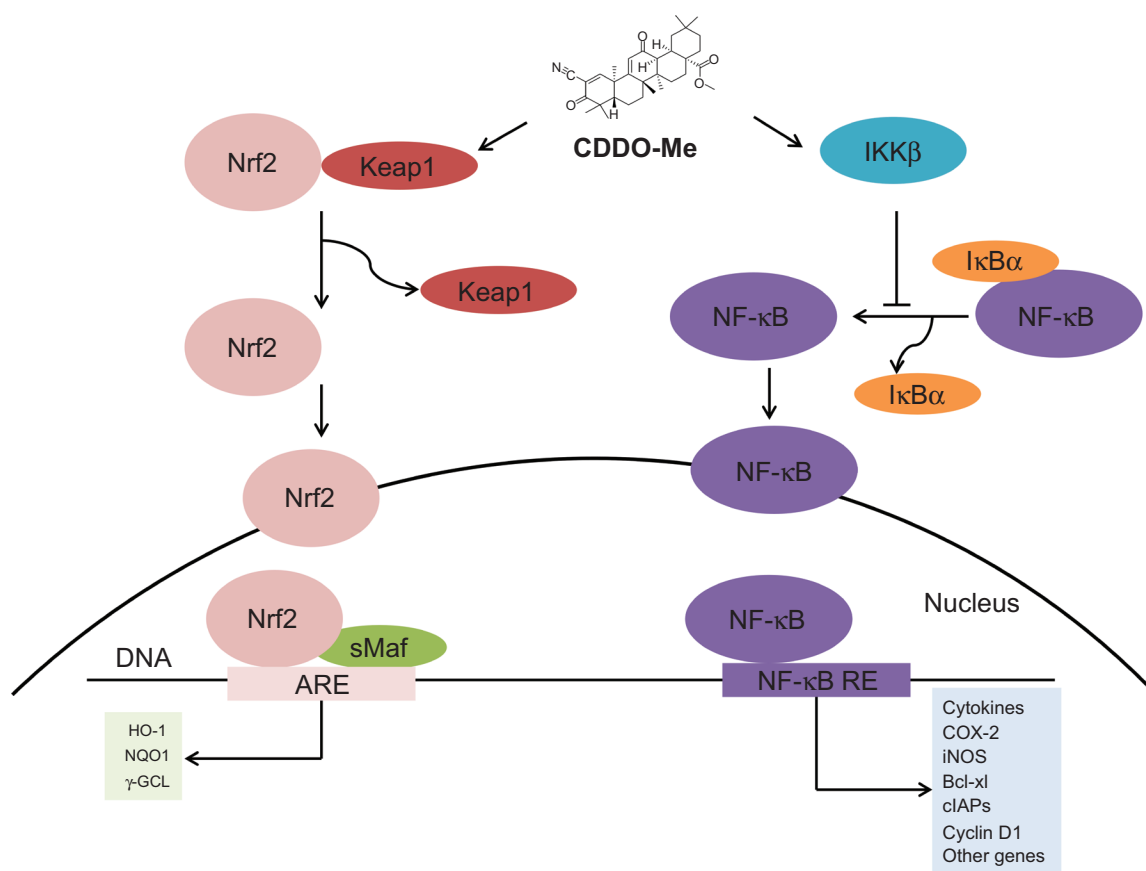 N
O
H
H
O
O
O
H
CDDO-Me
Nrf2
Keap1
IKKβ
Keap1
IκBα
NF-κB
NF-κB
Nrf2
IκBα
Nrf2
NF-κB
Nrf2
sMaf
NF-κB
Nucleus
DNA
ARE
NF-κB RE
HO-1
NQO1
γ-GCL
Cytokines
COX-2
iNOS
Bcl-xl
cIAPs
Cyclin D1
Other genes